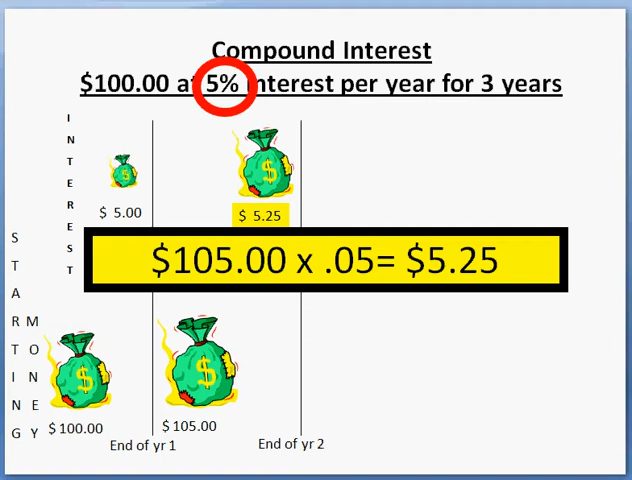 Compound Interest
$100.00 at 5% interest per year for 3 years
INTEREST
$ 5.00
$ 5.25
$105.00 x .05= $5.25
STARTING
MONEY
$
$
$
$
$100.00
$105.00
End of yr 1
End of yr 2